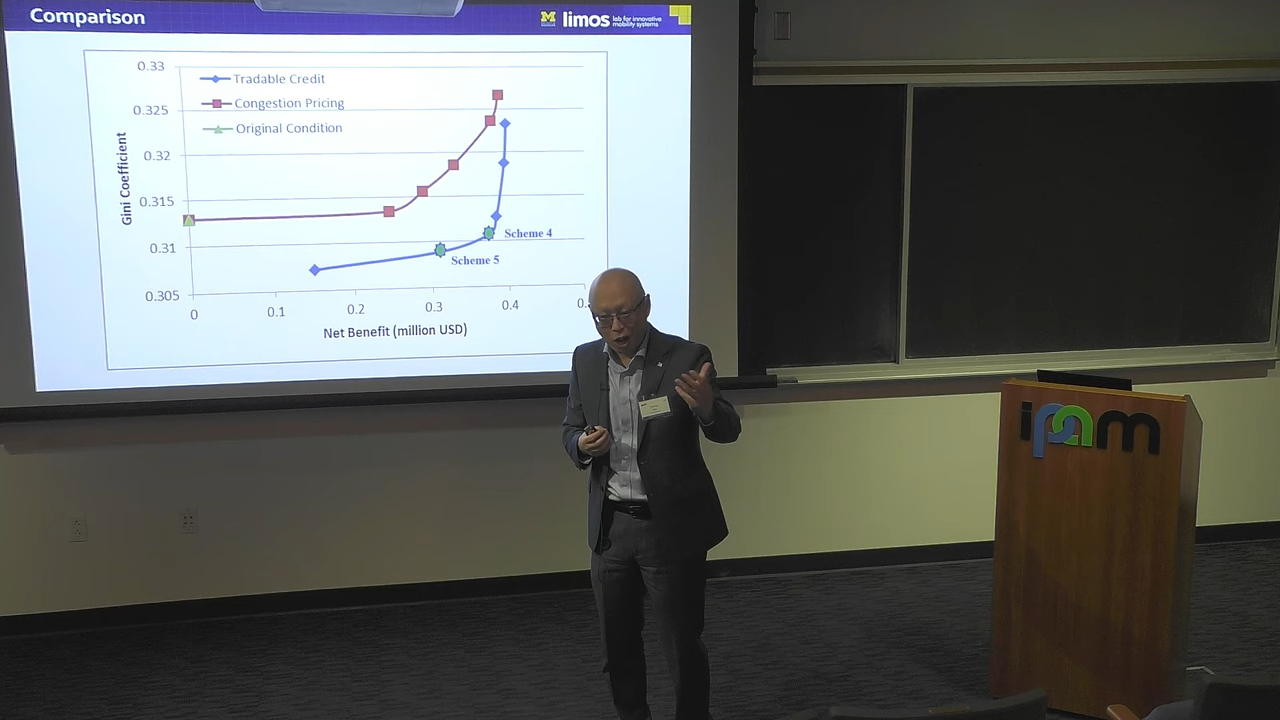 Comparison
M limos lab for innovative
mobility systems
0.33
0.325
0.32
0.315
0.31
0.305
Gini Coefficient
Tradable Credit
Congestion Pricing
Original Condition
Scheme 4
Scheme 5
0 0.1 0.2 0.3 0.4 0.
Net Benefit (million USD)
ipam